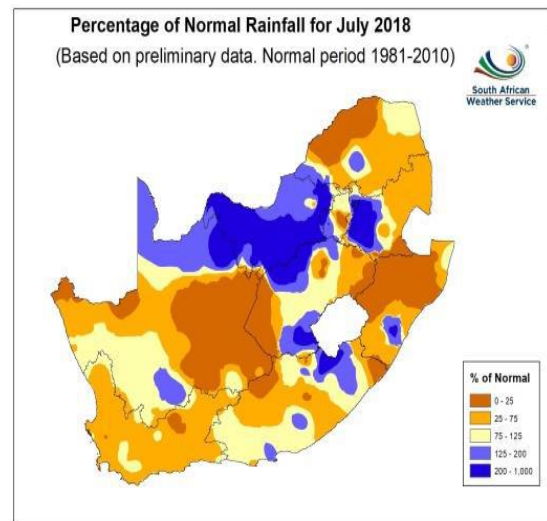 Percentage of Normal Rainfall for July 2018
(Based on preliminary data. Normal period 1981-2010)
South African
Weather Service
% of Normal
0 - 25
25 - 75
75 - 125
125 - 200
200 - 1,000